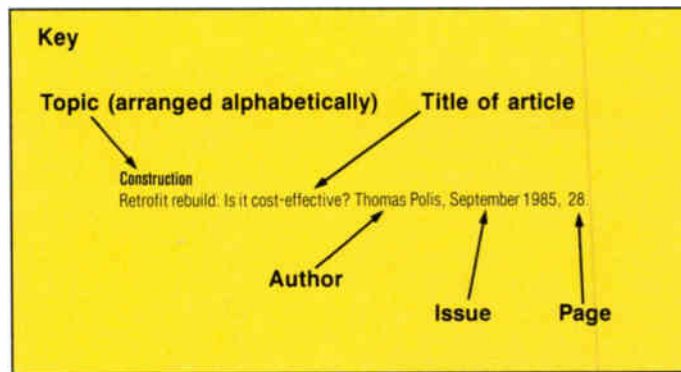 Key
Topic (arranged alphabetically) Title of article
Construction
Retrofit rebuild: Is it cost-effective? Thomas Polis, September 1985, 28.
Author
Issue Page